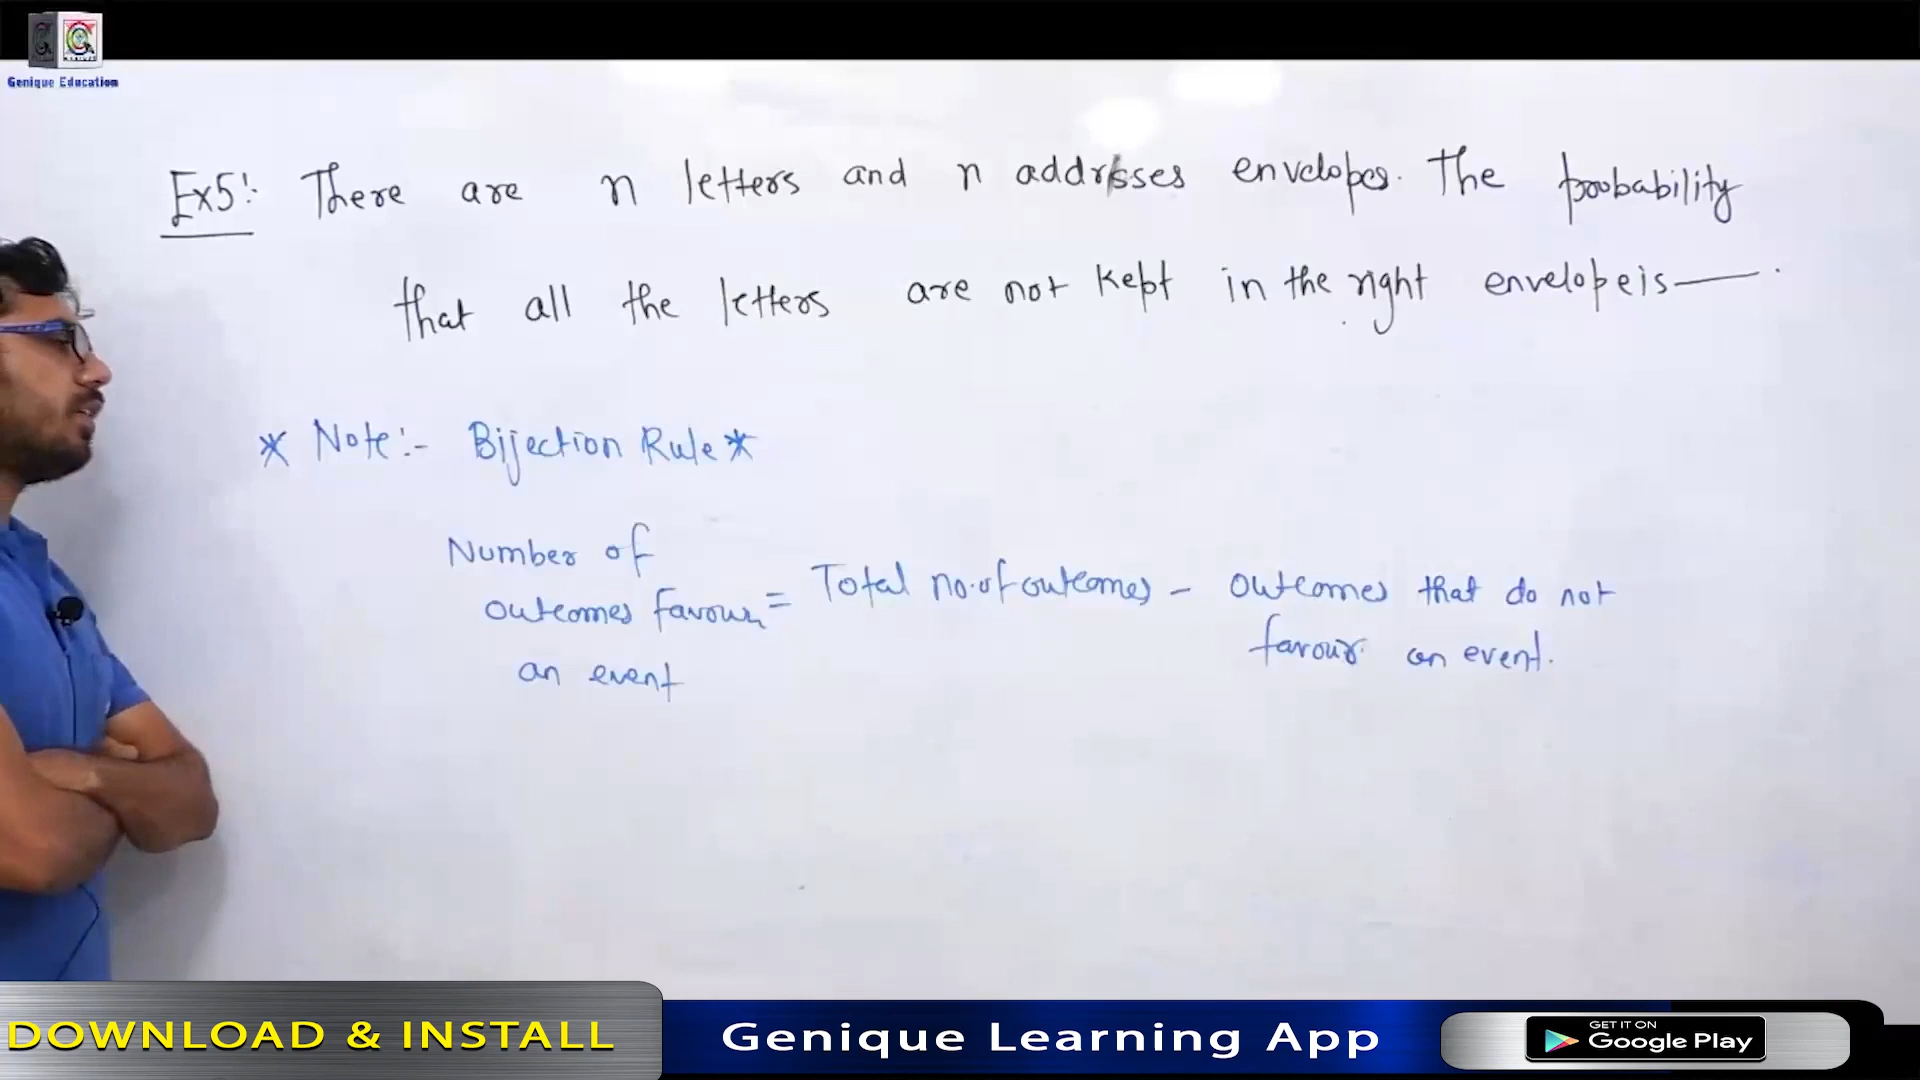 Genique Education
Ex5:- There are n letters and n addresses envelopes. The probability
that all the letters are not kept in the right envelope is ——.
* Note:- Bijection Rule *
Number of
outcomes favour = Total no. of outcomes - outcomes that do not
an event favour an event.
DOWNLOAD & INSTALL
Genique Learning App
GET IT ON
Google Play